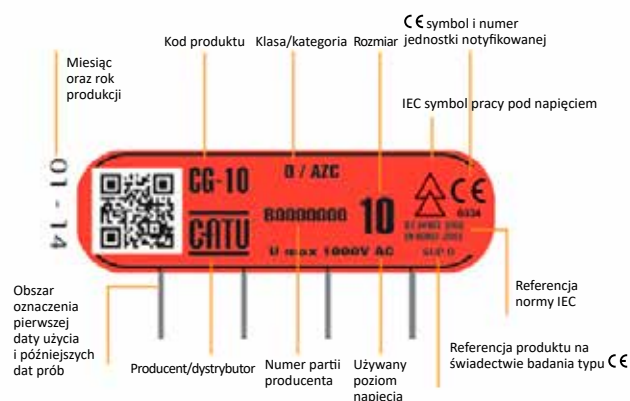 CE symbol i numer
jednostki notyfikowanej
Kod produktu
Klasa/kategoria
Rozmiar
Miesiąc
oraz rok
produkcji
IEC symbol pracy pod napięciem
01 - 14
CG-10
0 / AZC
CE
CATU
80000000
10
U max 1000V AC
Obszar
oznaczenia
pierwszej
daty użycia
i późniejszych
dat prób
Producent/dystrybutor
Numer partii
producenta
Używany
poziom
napięcia
Referencja
normy IEC
Referencja produktu na
świadectwie badania typu CE